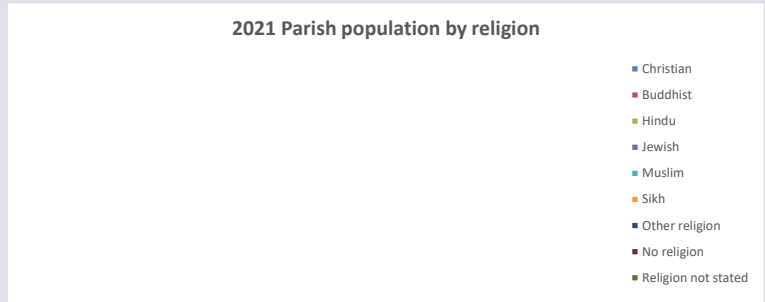 2021 Parish population by religion
Christian
Buddhist
Hindu
Jewish
Muslim
Sikh
Other religion
No religion
Religion not stated